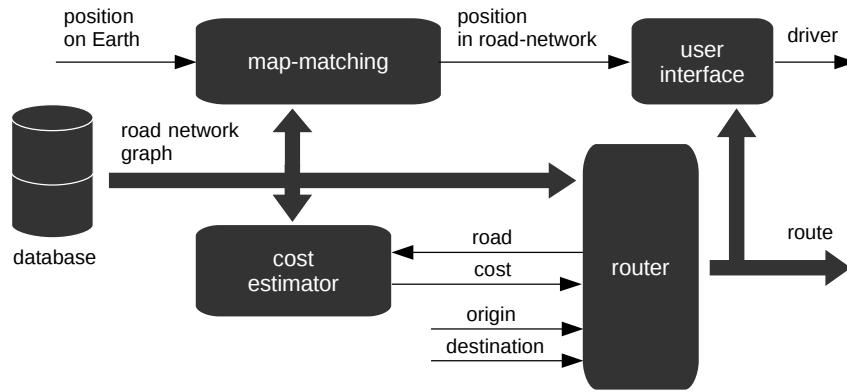 position
on Earth
map-matching
position
in road-network
user
interface
driver
road network
graph
database
cost
estimator
road
cost
origin
destination
router
route